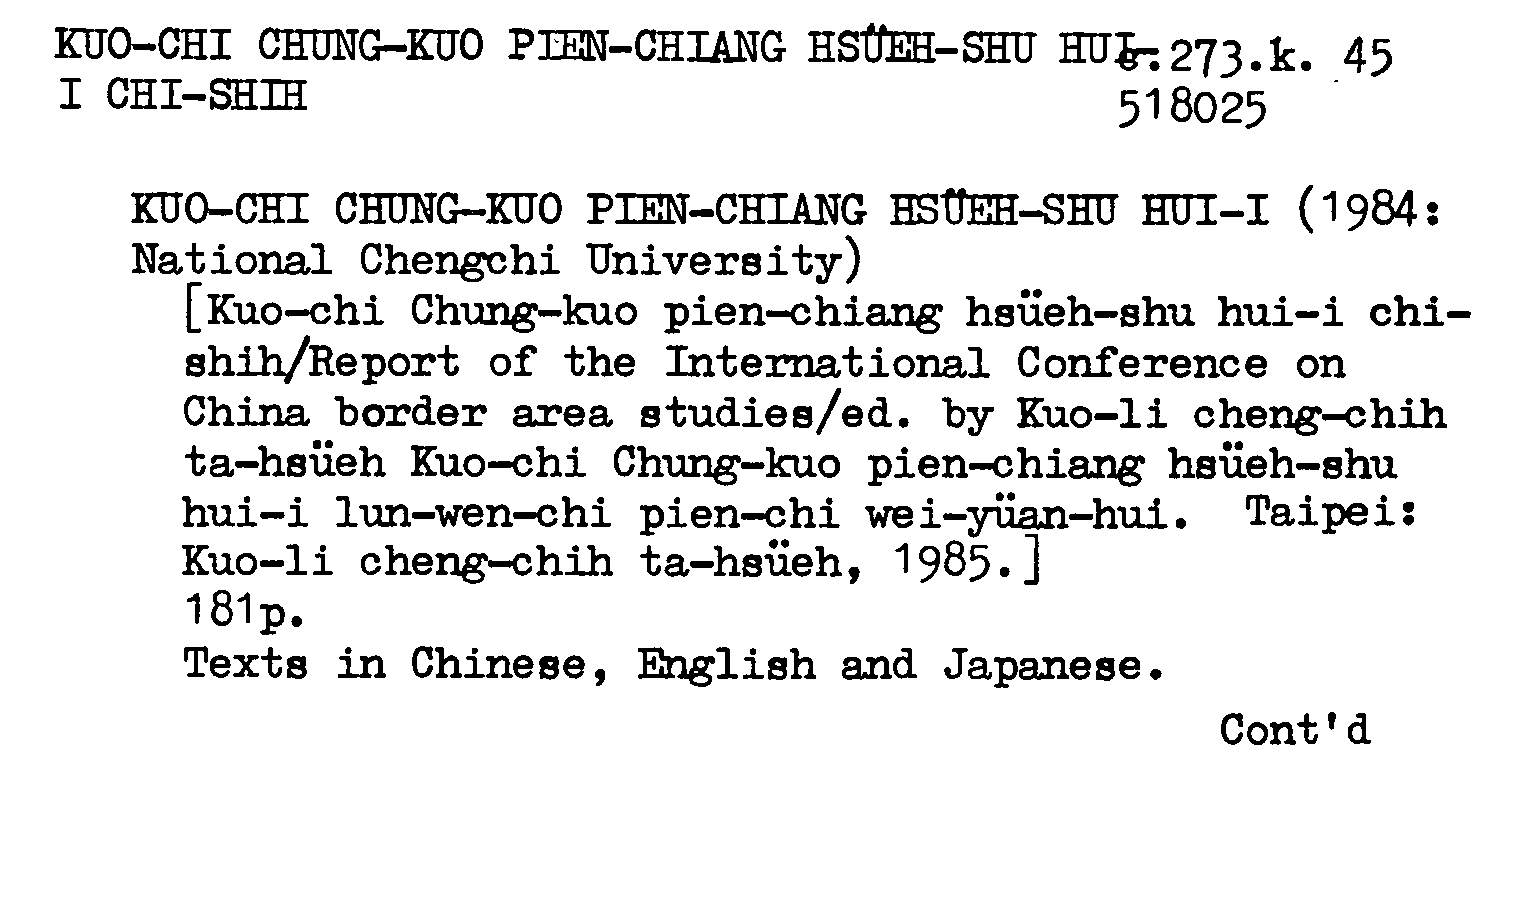 KUO-CHI CHUNG-KUO PIEN-CHIANG HSÜEH-SHU HUI- 273.k. 45
I CHI-SHIH 518025
KUO-CHI CHUNG-KUO PIEN-CHIANG HSÜEH-SHU HUI-I (1984:
National Chengchi University)
[Kuo-chi Chung-kuo pien-chiang hsüeh-shu hui-i chi-
shih/Report of the International Conference on
China border area studies/ed. by Kuo-li cheng-chih
ta-hsüeh Kuo-chi Chung-kuo pien-chiang hsüeh-shu
hui-i lun-wen-chi pien-chi wei-yüan-hui. Taipei:
Kuo-li cheng-chih ta-hsüeh, 1985.]
181p.
Texts in Chinese, English and Japanese.
Cont'd